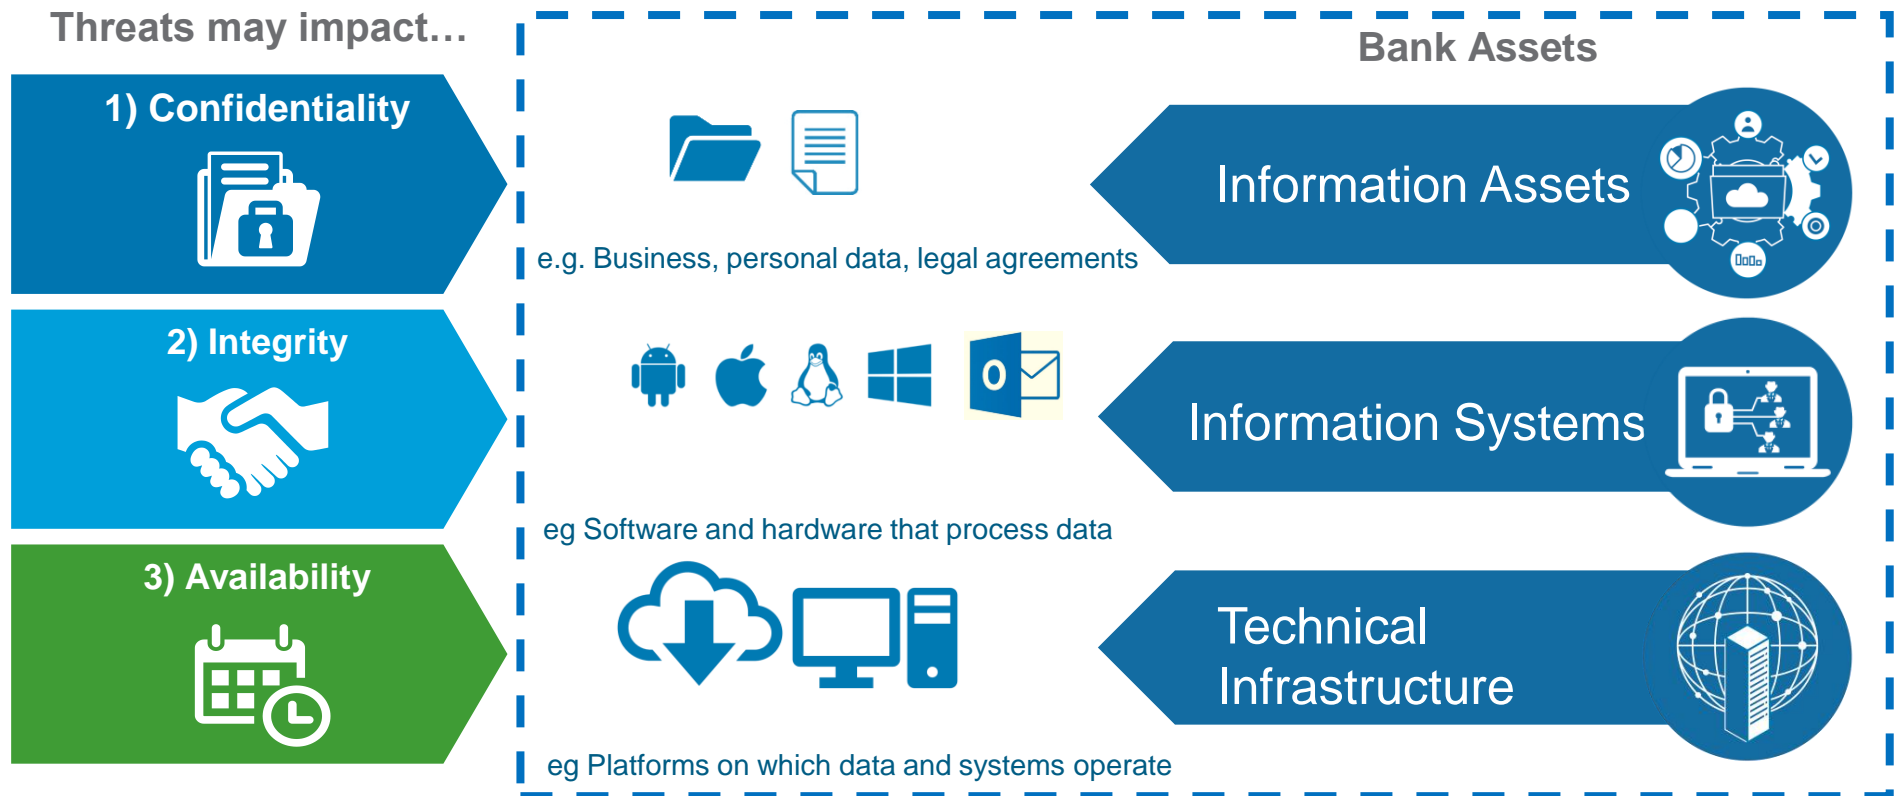 Threats may impact...
Bank Assets
1) Confidentiality
Information Assets
e.g. Business, personal data, legal agreements
2) Integrity
O
Information Systems
eg Software and hardware that process data
3) Availability
Technical
Infrastructure
eg Platforms on which data and systems operate